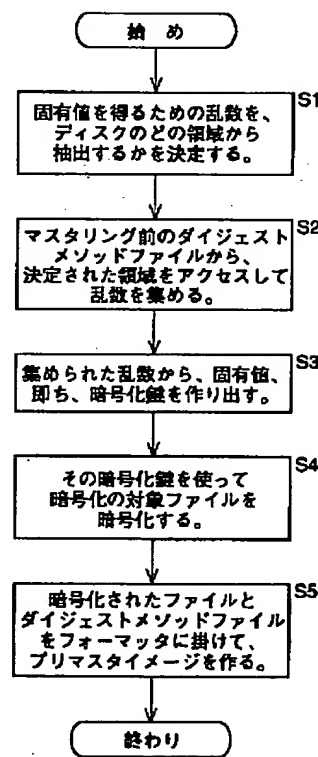 始 め
S1
固有値を得るための乱数を、
ディスクのどの領域から
抽出するかを決定する。
S2
マスタリング前のダイジェスト
メソッドファイルから、
決定された領域をアクセスして
乱数を集める。
S3
集められた乱数から、固有値、
即ち、暗号化鍵を作り出す。
S4
その暗号化鍵を使って
暗号化の対象ファイルを
暗号化する。
S5
暗号化されたファイルと
ダイジェストメソッドファイル
をフォーマッタに掛けて、
プリマスタイメージを作る。
終わり